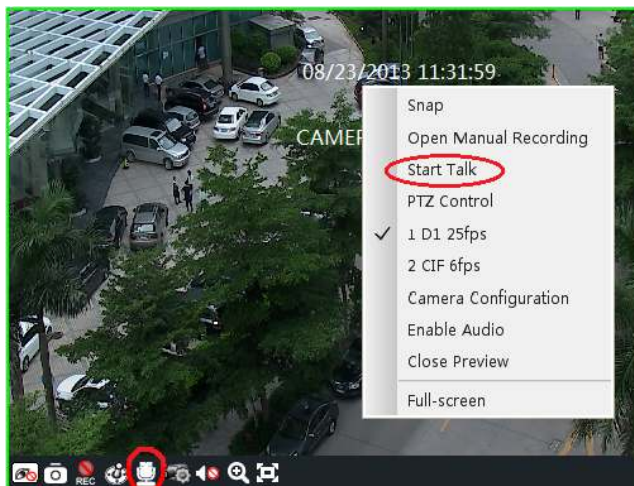 08/23/2013 11:31:59
CAMER
Snap
Open Manual Recording
Start Talk
PTZ Control
✓ 1 D1 25fps
2 CIF 6fps
Camera Configuration
Enable Audio
Close Preview
Full-screen
REC